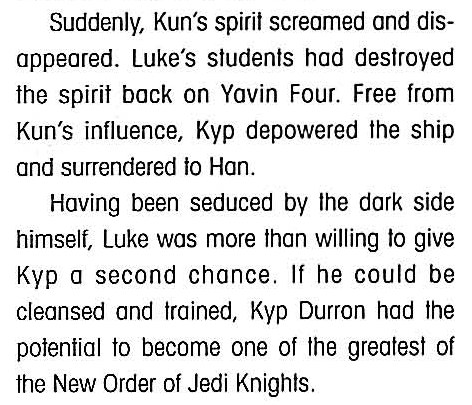 Suddenly, Kun's spirit screamed and dis-
appeared. Luke's students had destroyed
the spirit back on Yavin Four. Free from
Kun's influence, Kyp depowered the ship
and surrendered to Han.
Having been seduced by the dark side
himself, Luke was more than willing to give
Kyp a second chance. If he could be
cleansed and trained, Kyp Durron had the
potential to become one of the greatest of
the New Order of Jedi Knights.